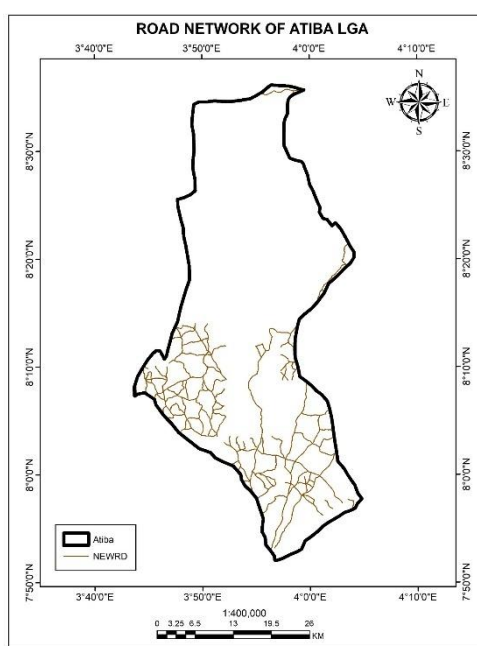 ROAD NETWORK OF ATIBA LGA
3°40'0"E 3°50'0"E 4°0'0"E 4°10'0"E
N
W E
S
8°30'0"N 8°30'0"N
8°20'0"N 8°20'0"N
8°10'0"N 8°10'0"N
8°0'0"N 8°0'0"N
Atiba
NEWRD
7°50'0"N 7°50'0"N
3°40'0"E 3°50'0"E 4°0'0"E 4°10'0"E
1:400,000
0 3.25 6.5 13 19.5 26
KM